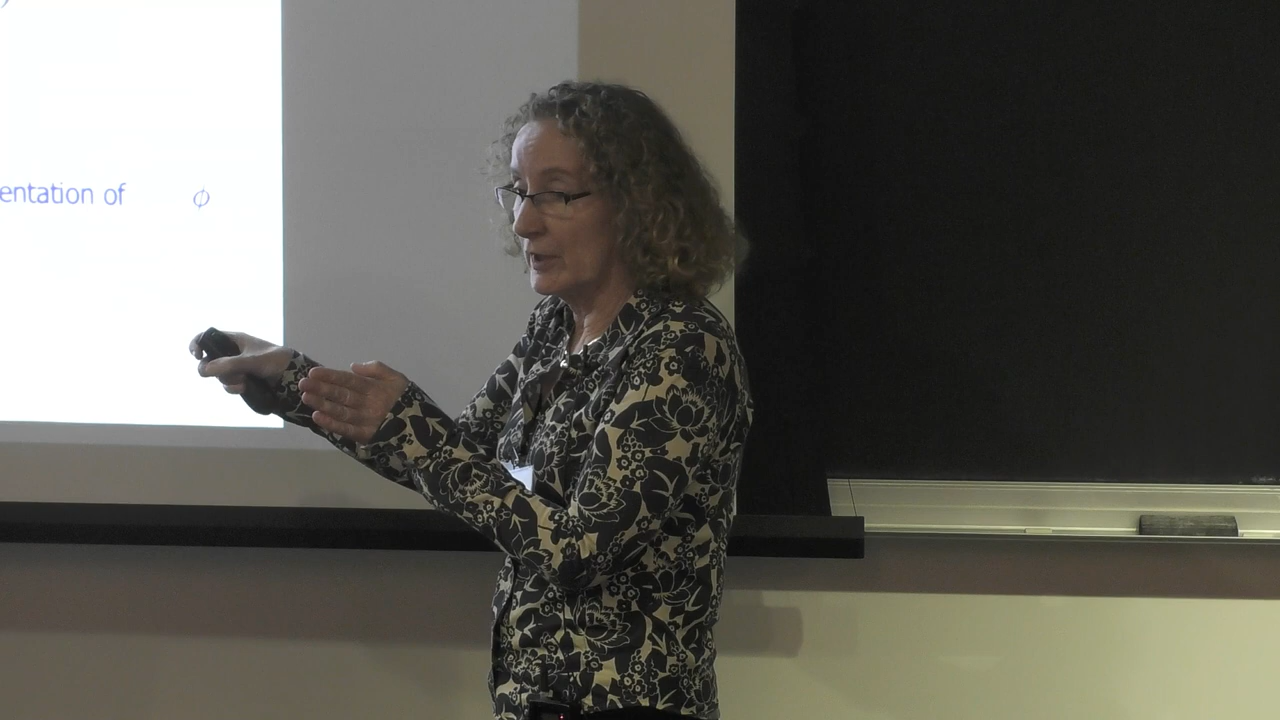 entation of ϕ